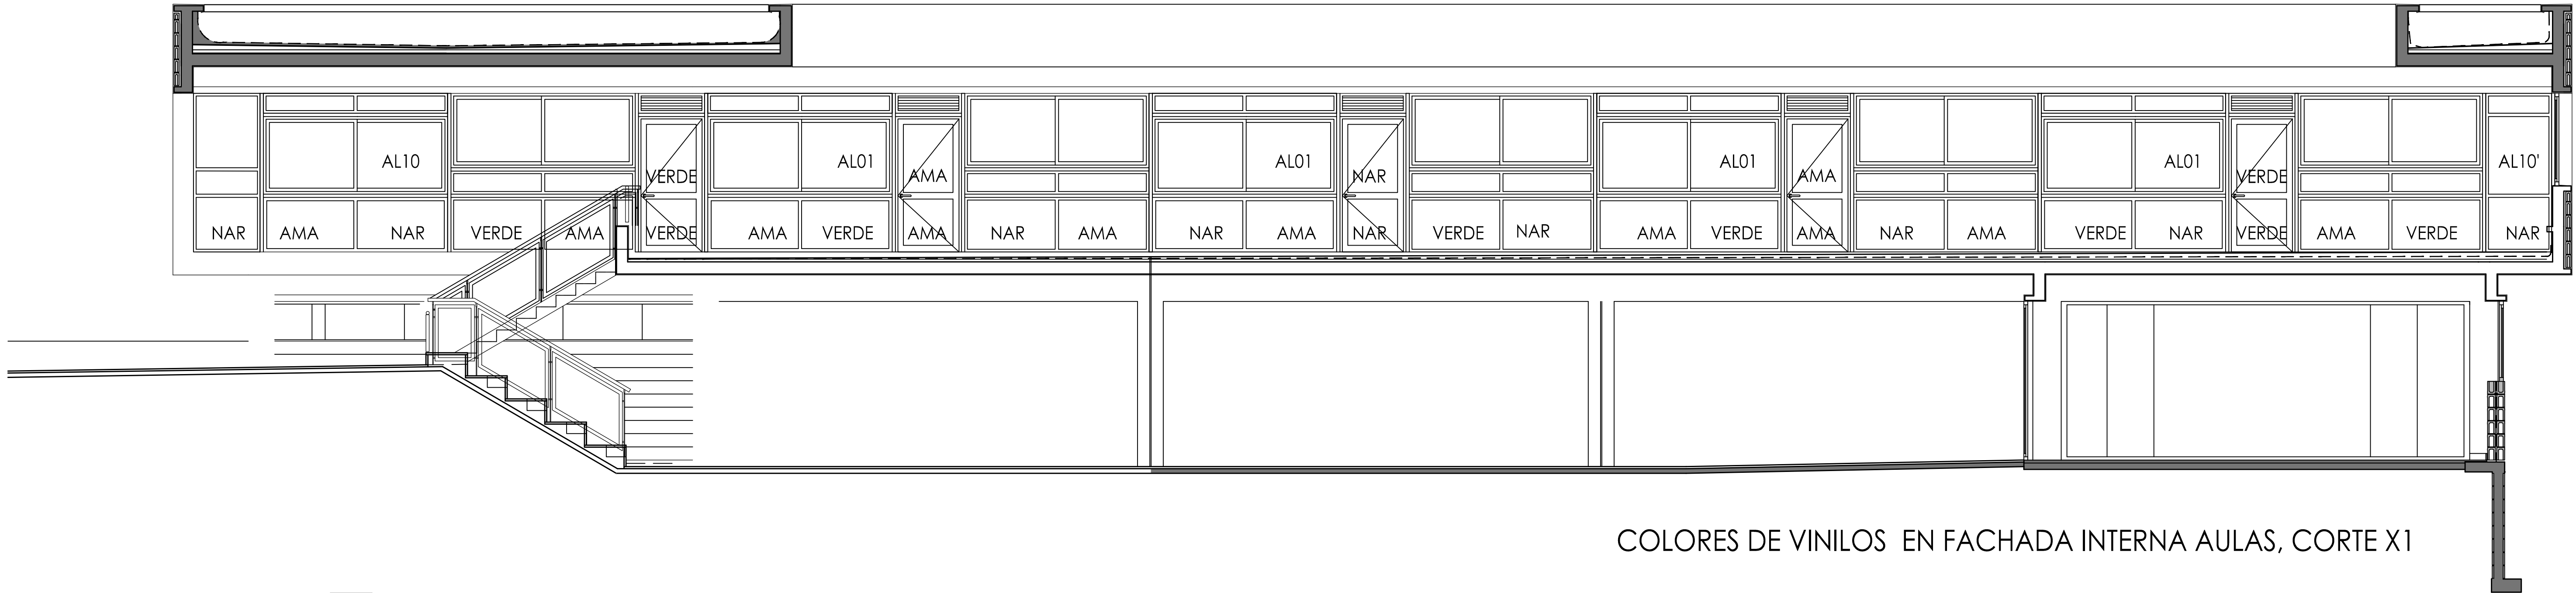 AL10 AL01 AL01 AL01 AL01 AL10'
VERDE AMA NAR AMA VERDE
NAR AMA NAR VERDE AMA VERDE AMA VERDE AMA NAR AMA NAR AMA NAR VERDE NAR AMA VERDE AMA NAR AMA VERDE NAR VERDE AMA VERDE NAR
COLORES DE VINILOS EN FACHADA INTERNA AULAS, CORTE X1